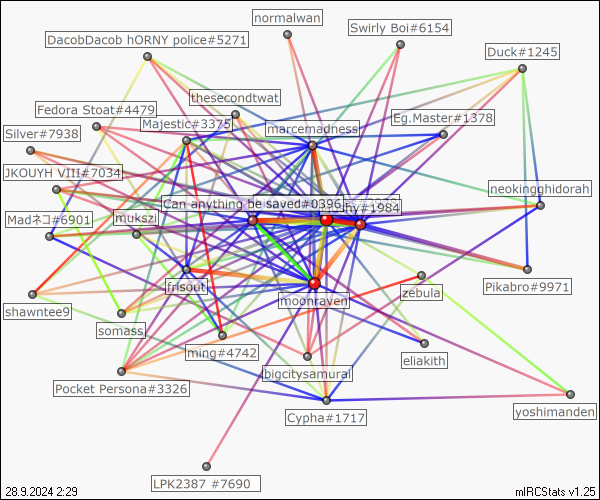 normalwan
Swirly Boi#6154
DacobDacob hORNY police#5271
Duck#1245
thesecondtwat
Fedora Stoat#4479
Eg.Master#1378
Majestic#3375
marcemadness
Silver#7938
JKOUYH VIII#7034
neokingghidorah
Can anything be saved#0396
hy#1984
Madネコ#6901
mukszi
frisout
Pikabro#9971
zebula
moonraven
shawntee9
somass
ming#4742
eliakith
bigcitysamurai
Pocket Persona#3326
Cypha#1717
yoshimanden
LPK2387 #7690
28.9.2024 2:29
mIRCStats v1.25